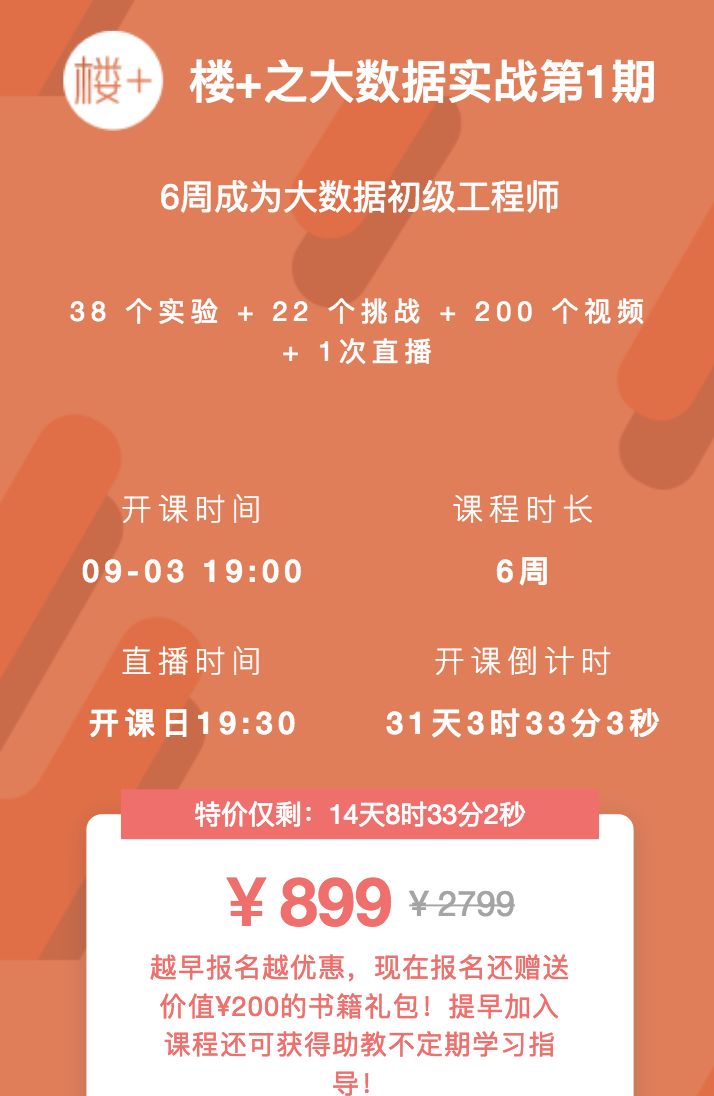 楼+
楼+之大数据实战第1期
6周成为大数据初级工程师
38 个实验 + 22 个挑战 + 200 个视频
+ 1次直播
开课时间
课程时长
09-03 19:00
6周
直播时间
开课倒计时
开课日19:30
31天3时33分3秒
特价仅剩：14天8时33分2秒
¥899 ¥2799
越早报名越优惠，现在报名还赠送
价值¥200的书籍礼包！提早加入
课程还可获得助教不定期学习指
导！